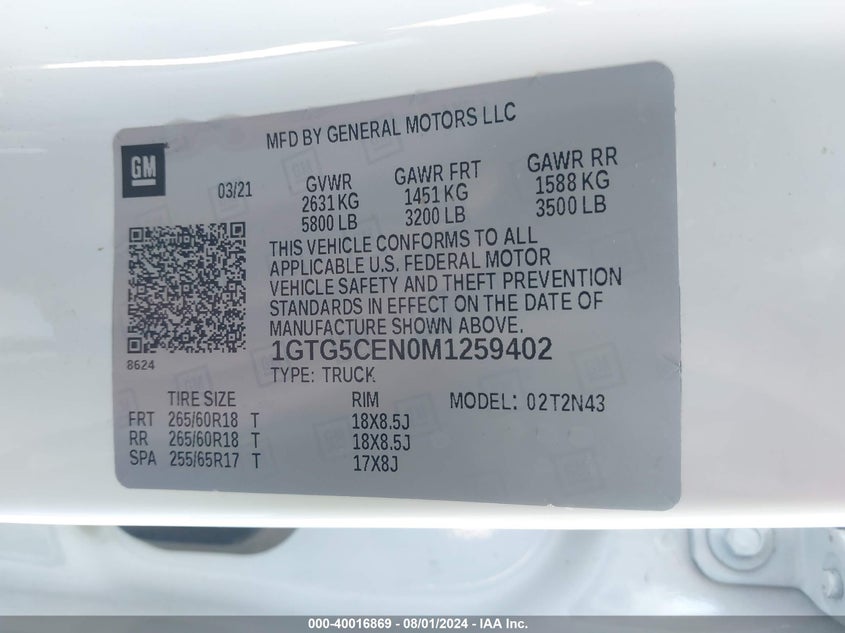 MFD BY GENERAL MOTORS LLC
GM
03/21
GVWR
2631 KG
5800 LB
GAWR FRT
1451 KG
3200 LB
GAWR RR
1588 KG
3500 LB
THIS VEHICLE CONFORMS TO ALL
APPLICABLE U.S. FEDERAL MOTOR
VEHICLE SAFETY AND THEFT PREVENTION
STANDARDS IN EFFECT ON THE DATE OF
MANUFACTURE SHOWN ABOVE.
8624
1GTG5CEN0M1259402
TYPE: TRUCK
TIRE SIZE RIM MODEL: 02T2N43
FRT 265/60R18 T 18X8.5J
RR 265/60R18 T 18X8.5J
SPA 255/65R17 T 17X8J
000-40016869 - 08/01/2024 - IAA Inc.